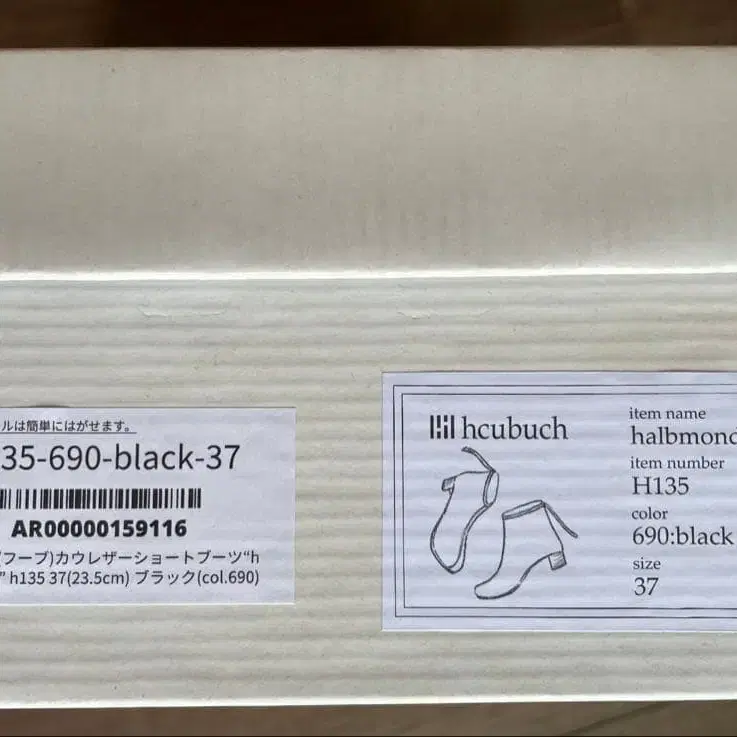 ルは簡単にはがせます。
35-690-black-37
AR00000159116
(フーブ)カウレザーショートブーツ“h
” h135 37(23.5cm) ブラック(col.690)
hcubuch
item name
halbmond
item number
H135
color
690:black
size
37